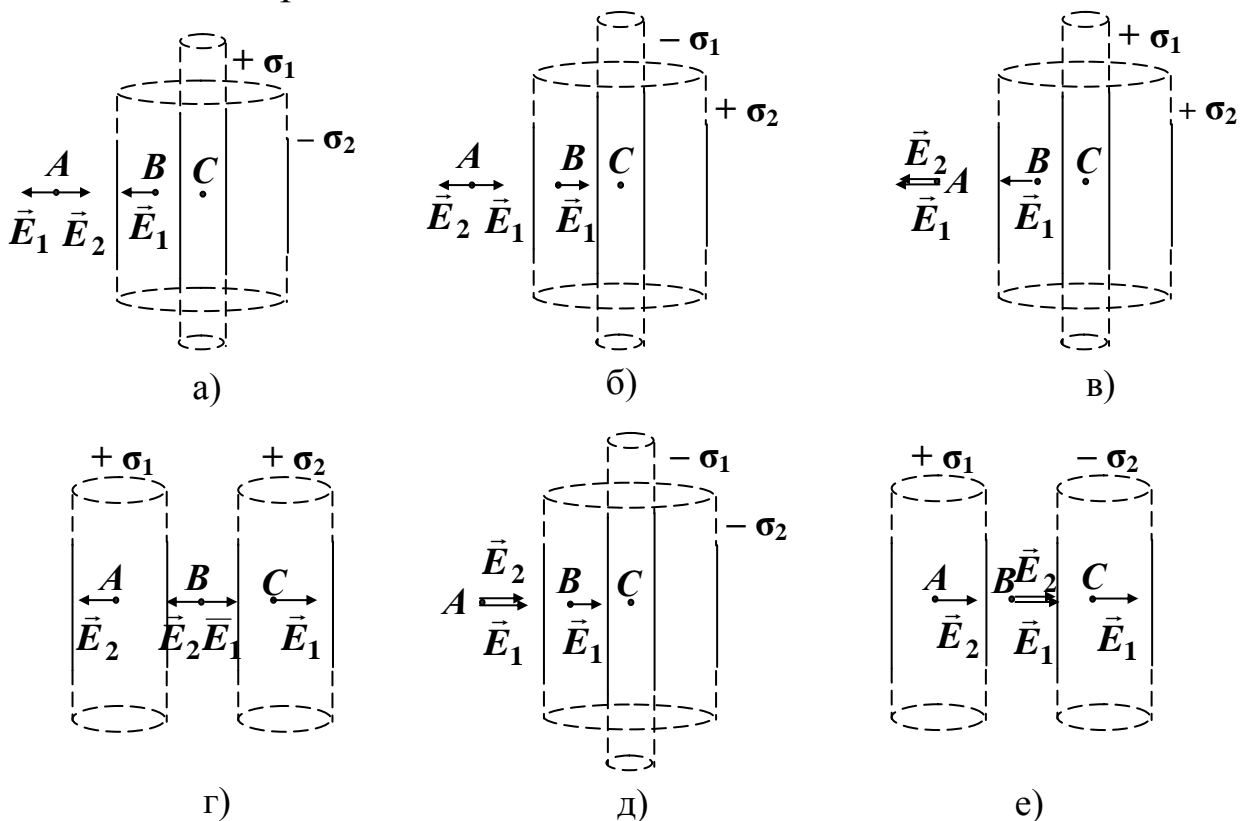 + σ₁
– σ₂
A B C
E⃗₁ E⃗₂ E⃗₁
а)
– σ₁
+ σ₂
A B C
E⃗₂ E⃗₁ E⃗₁
б)
+ σ₁
+ σ₂
E⃗₂ B C
A
E⃗₁ E⃗₁
в)
+ σ₁ + σ₂
A B C
E⃗₂ E⃗₂ E̅₁ E⃗₁
г)
– σ₁
– σ₂
E⃗₂ B C
A
E⃗₁ E⃗₁
д)
+ σ₁ – σ₂
A B E⃗₂ C
E⃗₂ E⃗₁ E⃗₁
е)